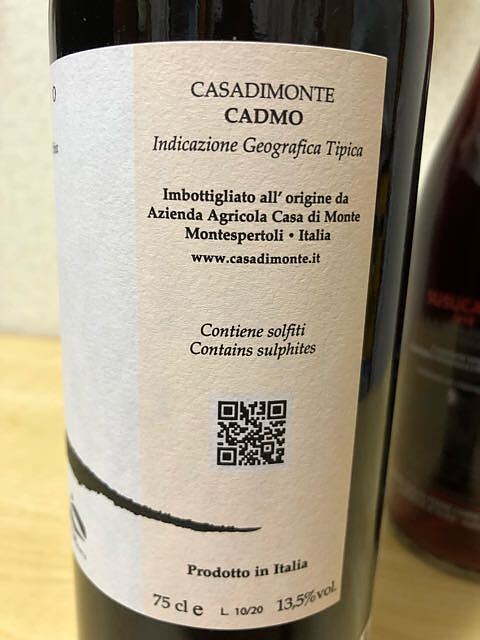 CASADIMONTE
CADMO
Indicazione Geografica Tipica
Imbottigliato all' origine da
Azienda Agricola Casa di Monte
Montespertoli • Italia
www.casadimonte.it
Contiene solfiti
Contains sulphites
Prodotto in Italia
75 cl e L. 10/20 13,5% vol.